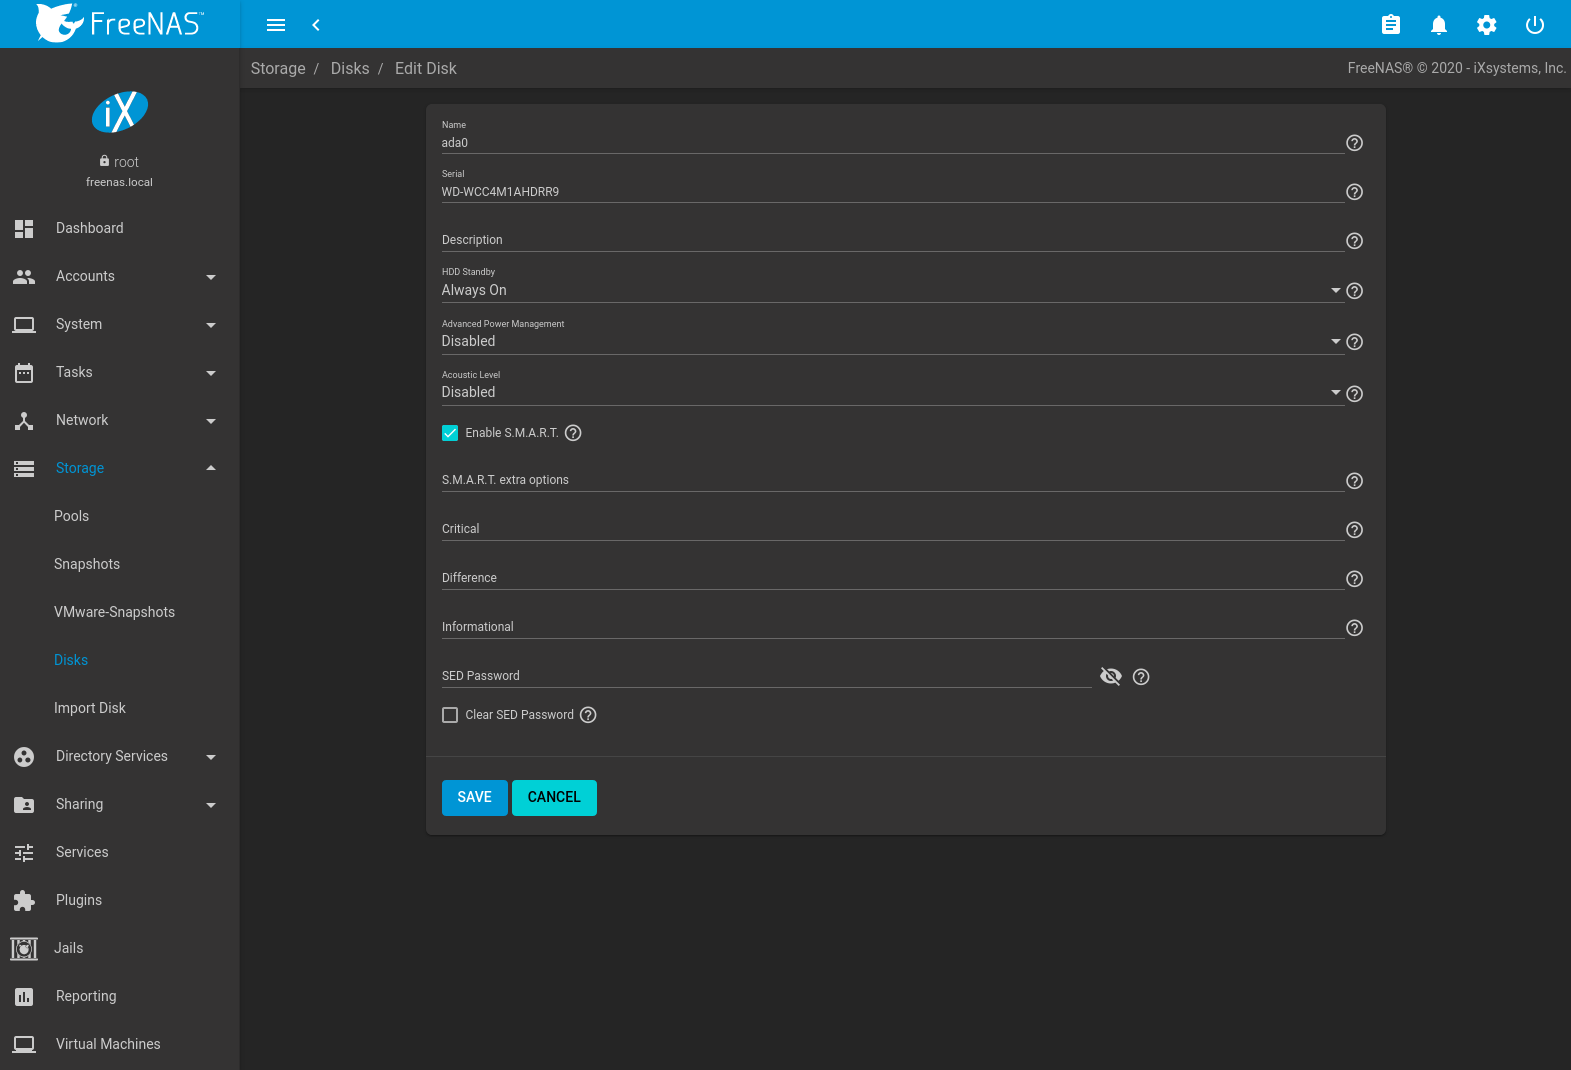 FreeNAS™
Storage / Disks / Edit Disk
FreeNAS® © 2020 - iXsystems, Inc.
iX
root
freenas.local
Dashboard
Accounts
System
Tasks
Network
Storage
Pools
Snapshots
VMware-Snapshots
Disks
Import Disk
Directory Services
Sharing
Services
Plugins
Jails
Reporting
Virtual Machines
Name
ada0
Serial
WD-WCC4M1AHDRR9
Description
HDD Standby
Always On
Advanced Power Management
Disabled
Acoustic Level
Disabled
Enable S.M.A.R.T.
S.M.A.R.T. extra options
Critical
Difference
Informational
SED Password
Clear SED Password
SAVE CANCEL